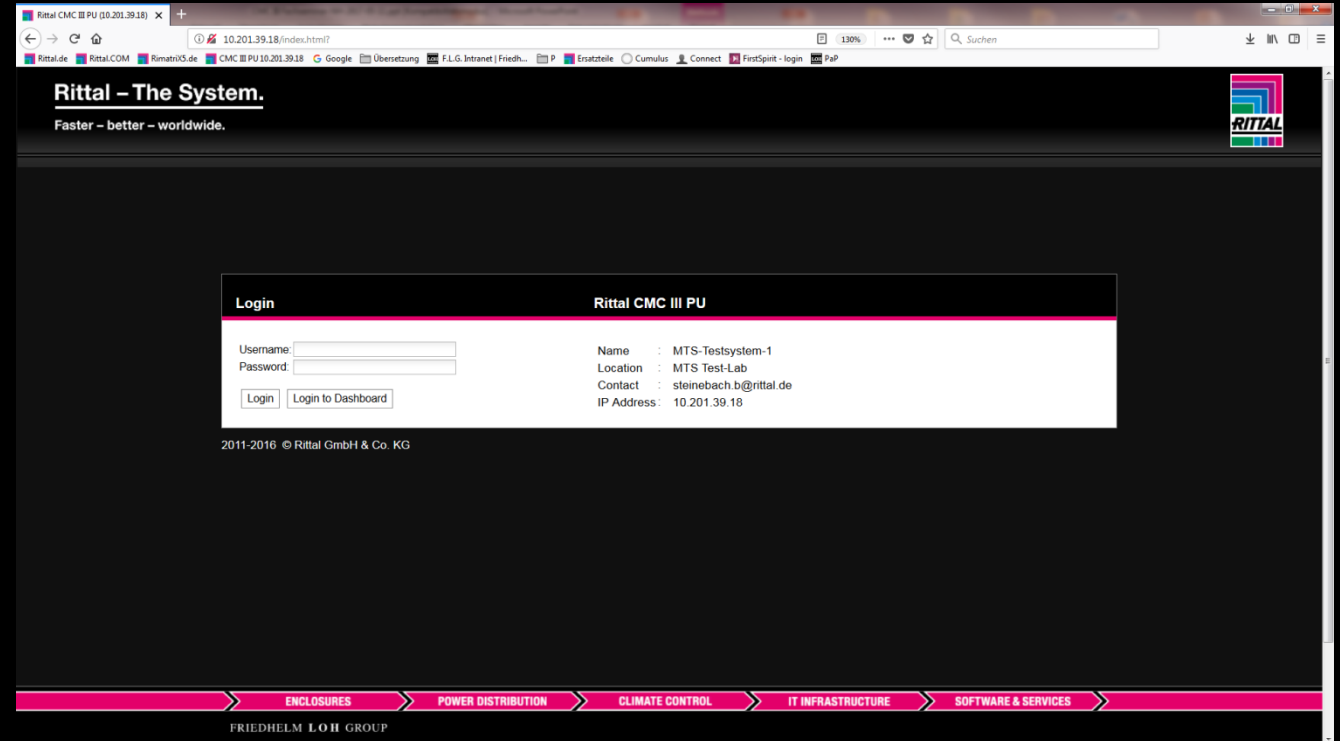 Rittal CMC III PU (10.201.39.18)
10.201.39.18/index.html?
130%
Suchen
Rittal.de Rittal.COM RimatriX5.de CMC III PU 10.201.39.18 Google Übersetzung F.L.G. Intranet | Friedh... P Ersatzteile Cumulus Connect FirstSpirit - login PaP
Rittal – The System.
Faster – better – worldwide.
RITTAL
Login
Rittal CMC III PU
Username:
Password:
Login Login to Dashboard
Name : MTS-Testsystem-1
Location : MTS Test-Lab
Contact : steinebach.b@rittal.de
IP Address : 10.201.39.18
2011-2016 © Rittal GmbH & Co. KG
ENCLOSURES POWER DISTRIBUTION CLIMATE CONTROL IT INFRASTRUCTURE SOFTWARE & SERVICES
FRIEDHELM LOH GROUP